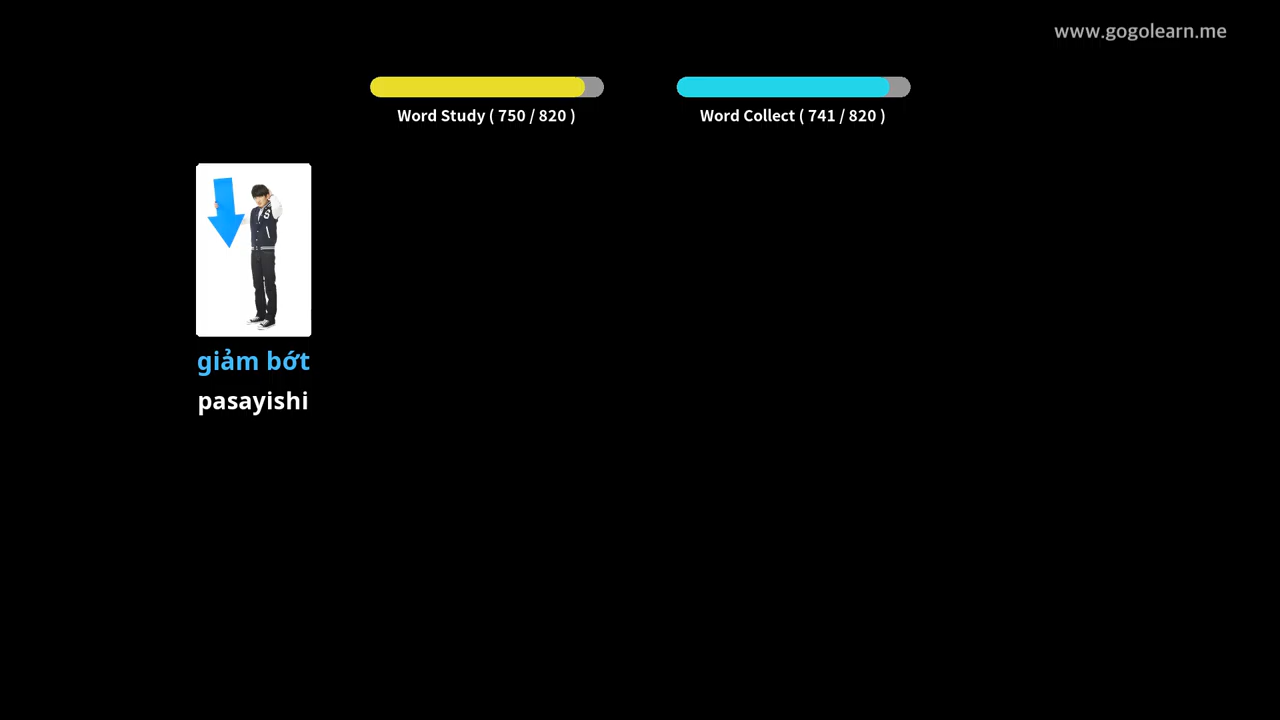 www.gogolearn.me
Word Study ( 750 / 820 )
Word Collect ( 741 / 820 )
giảm bớt
pasayishi